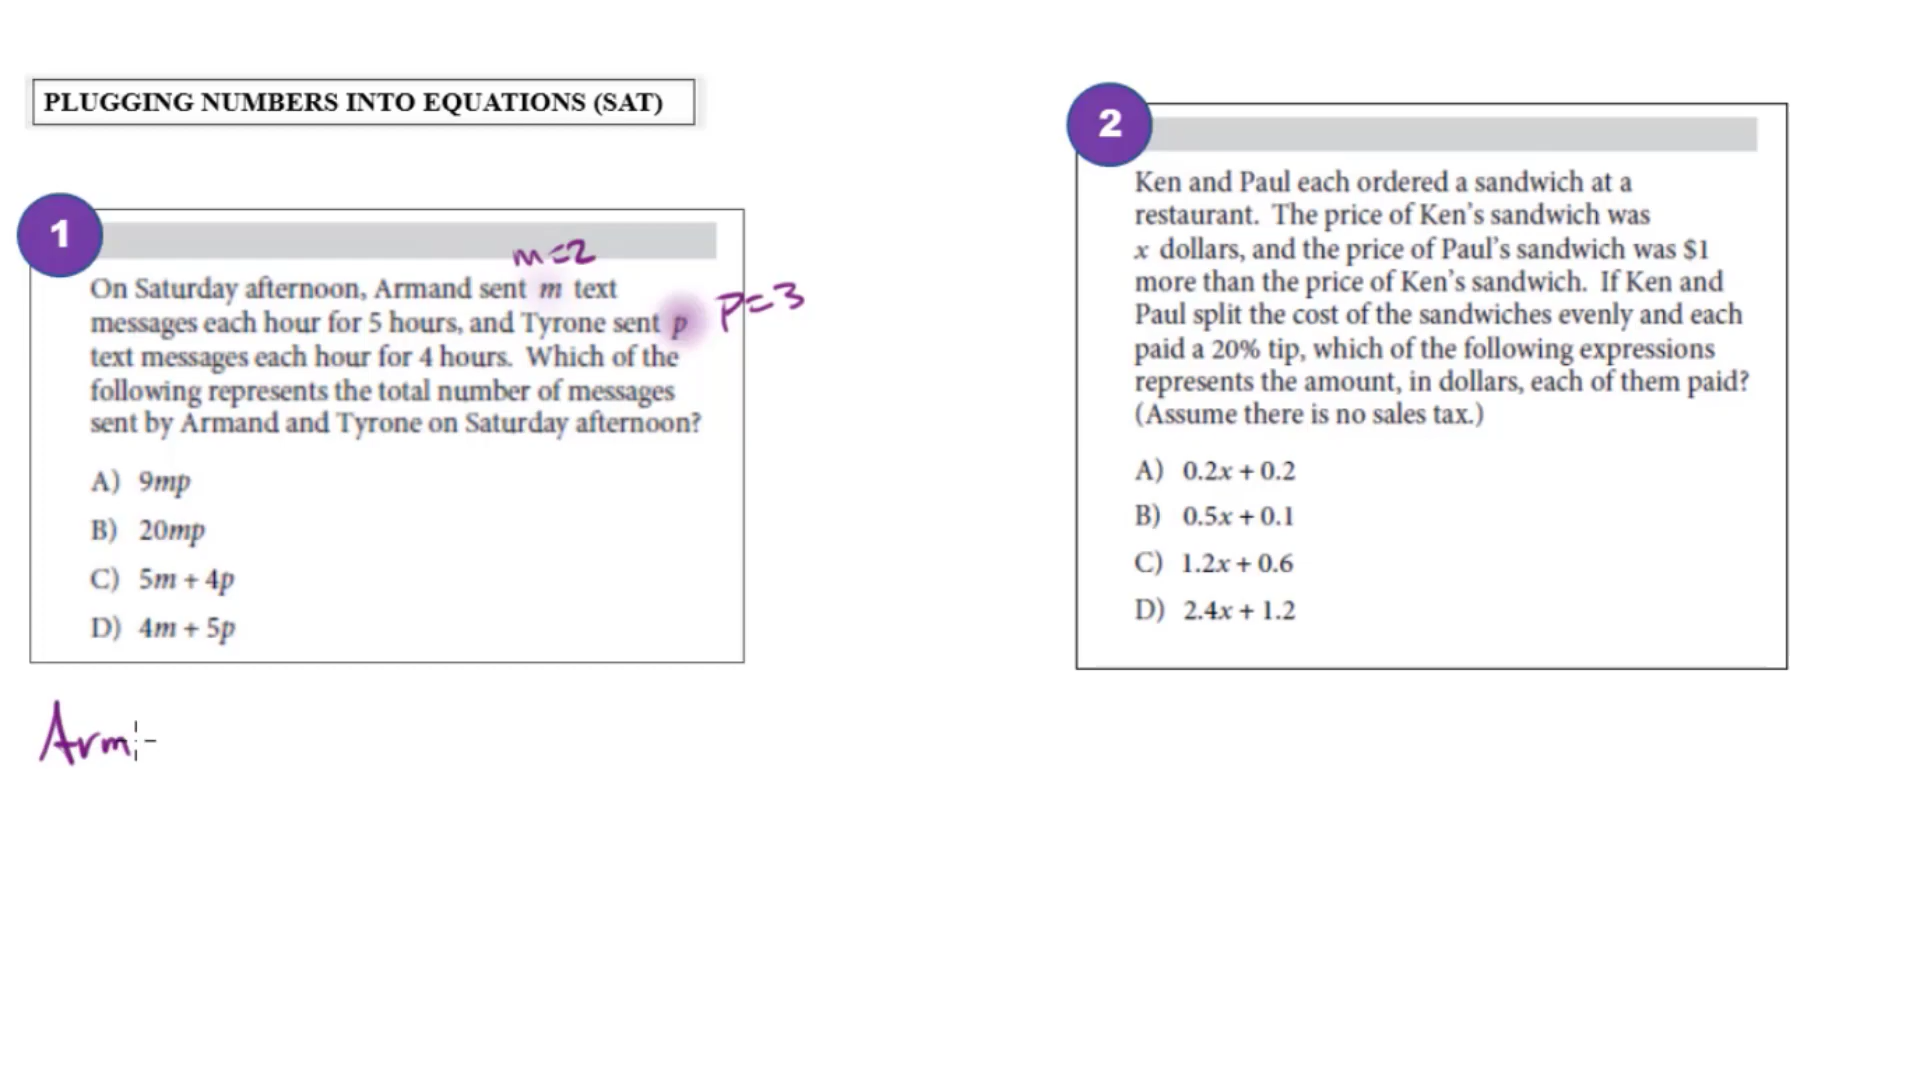 PLUGGING NUMBERS INTO EQUATIONS (SAT)
1
m=2
On Saturday afternoon, Armand sent m text
messages each hour for 5 hours, and Tyrone sent p
P=3
text messages each hour for 4 hours. Which of the
following represents the total number of messages
sent by Armand and Tyrone on Saturday afternoon?
A) 9mp
B) 20mp
C) 5m + 4p
D) 4m + 5p
Arm
2
Ken and Paul each ordered a sandwich at a
restaurant. The price of Ken's sandwich was
x dollars, and the price of Paul's sandwich was $1
more than the price of Ken's sandwich. If Ken and
Paul split the cost of the sandwiches evenly and each
paid a 20% tip, which of the following expressions
represents the amount, in dollars, each of them paid?
(Assume there is no sales tax.)
A) 0.2x + 0.2
B) 0.5x + 0.1
C) 1.2x + 0.6
D) 2.4x + 1.2